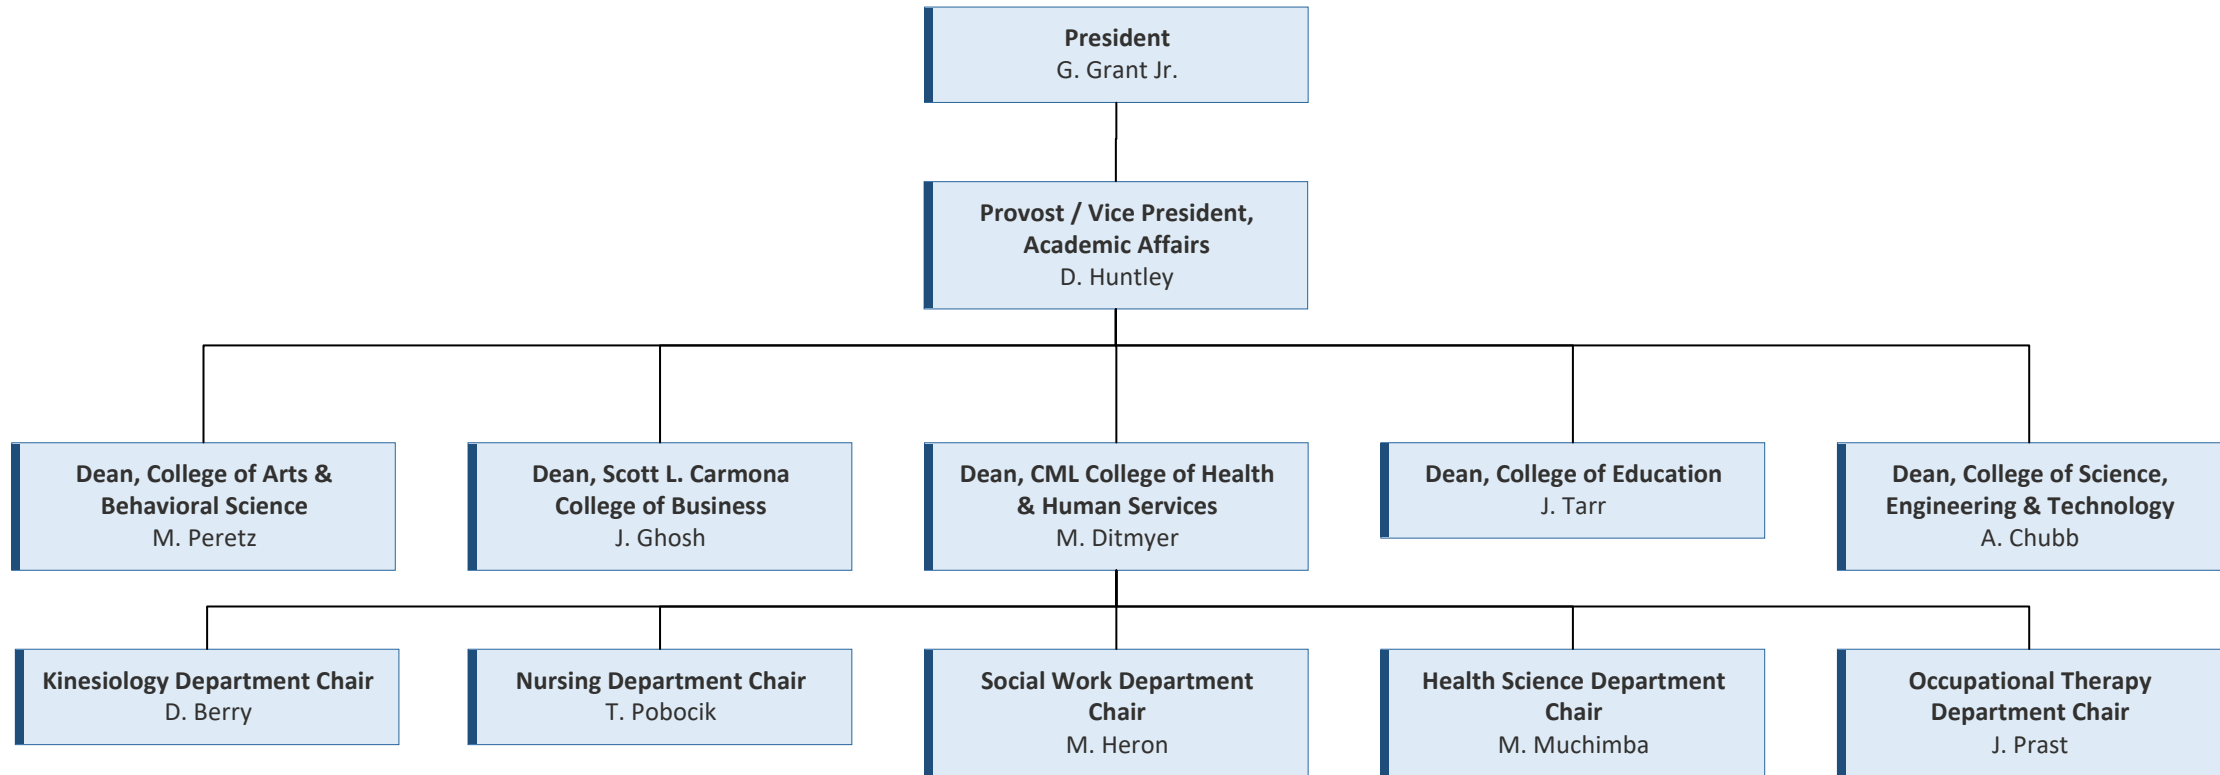 President
G. Grant Jr.
Provost / Vice President,
Academic Affairs
D. Huntley
Dean, College of Arts &
Behavioral Science
M. Peretz
Dean, Scott L. Carmona
College of Business
J. Ghosh
Dean, CML College of Health
& Human Services
M. Ditmyer
Dean, College of Education
J. Tarr
Dean, College of Science,
Engineering & Technology
A. Chubb
Kinesiology Department Chair
D. Berry
Nursing Department Chair
T. Pobocik
Social Work Department
Chair
M. Heron
Health Science Department
Chair
M. Muchimba
Occupational Therapy
Department Chair
J. Prast